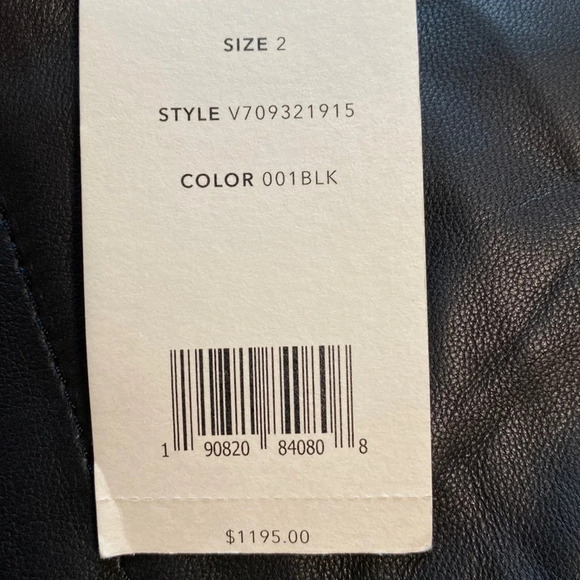 SIZE 2
STYLE V709321915
COLOR 001BLK
1 90820 84080 8
$1195.00